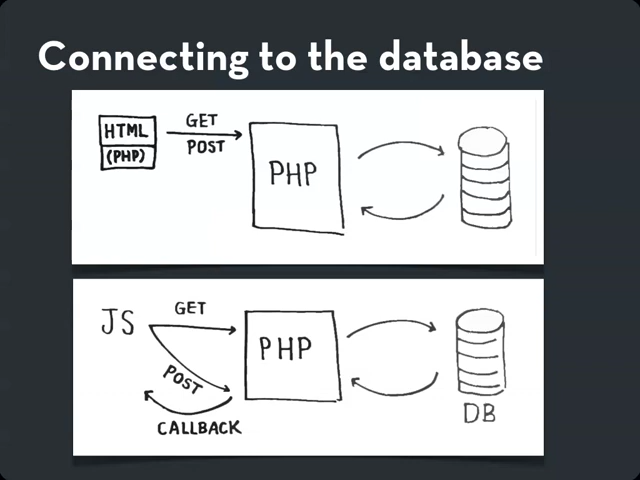 Connecting to the database
HTML
(PHP)
GET
POST
PHP
JS
GET
POST
CALLBACK
PHP
DB